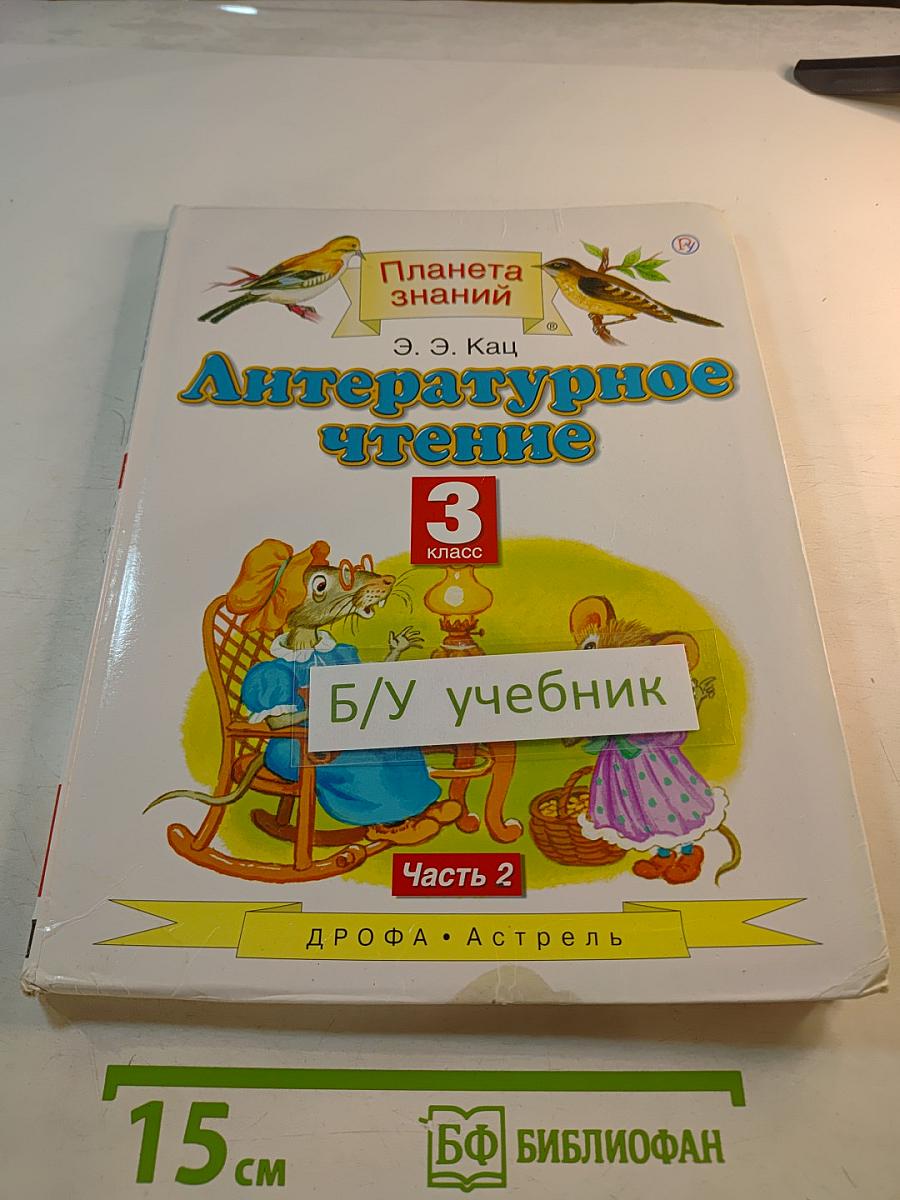 Планета
знаний
®
Э. Э. Кац
Литературное
чтение
3
класс
Б/У учебник
Часть 2
ДРОФА • Астрель
15 см
БФ БИБЛИОФАН